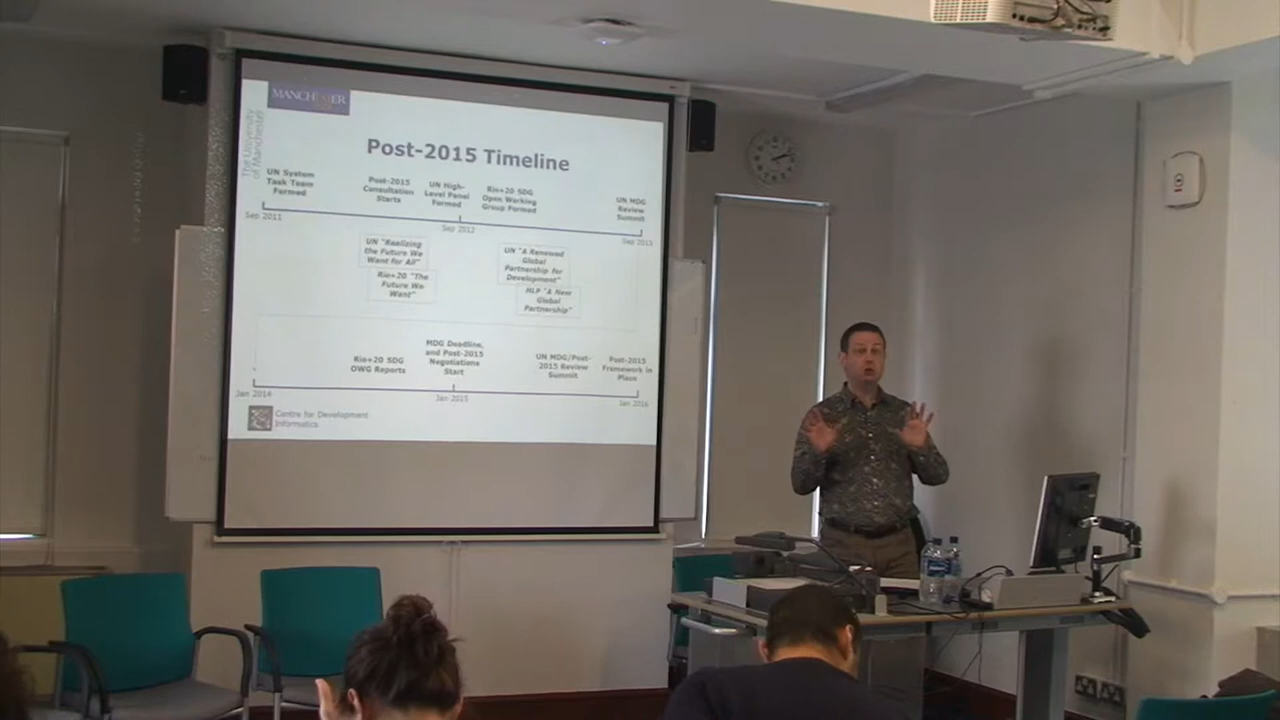 MANCHESTER
The University
of Manchester
Post-2015 Timeline
UN System
Task Team
Formed
Post-2015
Consultation
Starts
UN High-
Level Panel
Formed
Rio+20 SDG
Open Working
Group Formed
UN MDG
Review
Summit
Sep 2011
Sep 2012
Sep 2013
UN "Realizing
the Future We
Want for All"
Rio+20 "The
Future We
Want"
UN "A Renewed
Global
Partnership for
Development"
HLP "A New
Global
Partnership"
Rio+20 SDG
OWG Reports
MDG Deadline,
and Post-2015
Negotiations
Start
UN MDG/Post-
2015 Review
Summit
Post-2015
Framework in
Place
Jan 2014
Jan 2015
Jan 2016
Centre for Development
Informatics